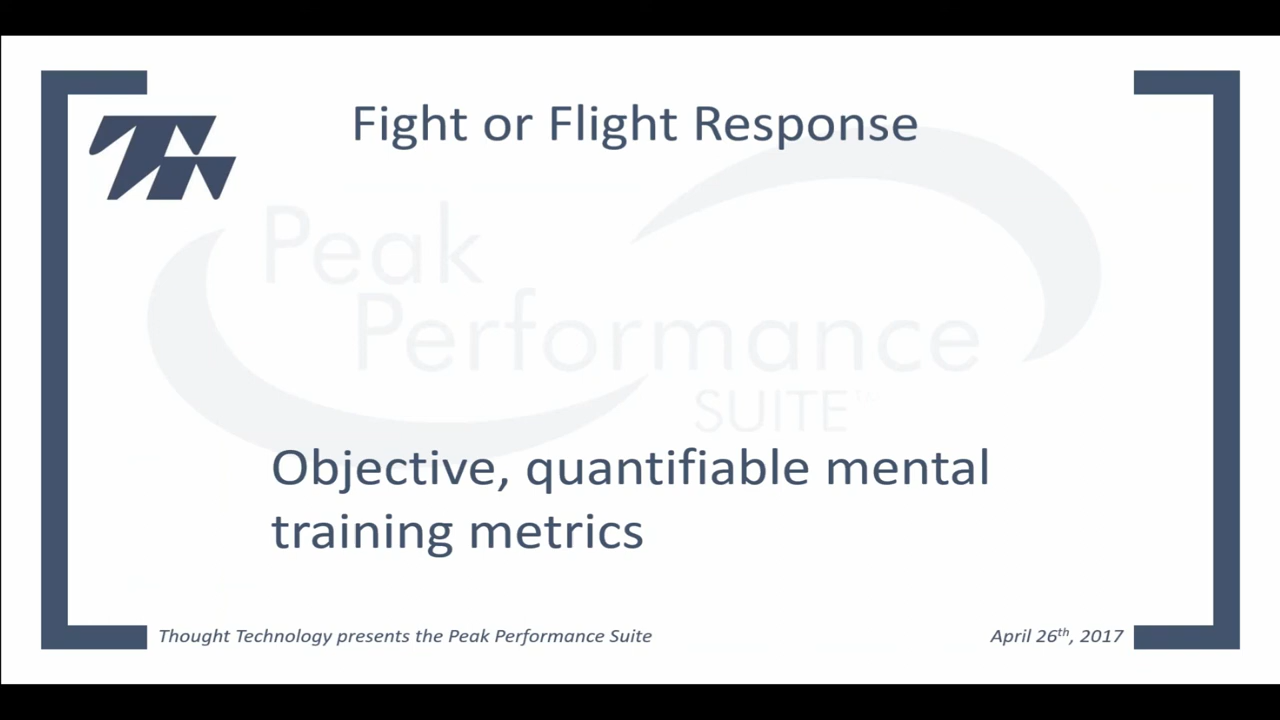 Fight or Flight Response
Peak
Performance
SUITE™
Objective, quantifiable mental
training metrics
Thought Technology presents the Peak Performance Suite
April 26th, 2017